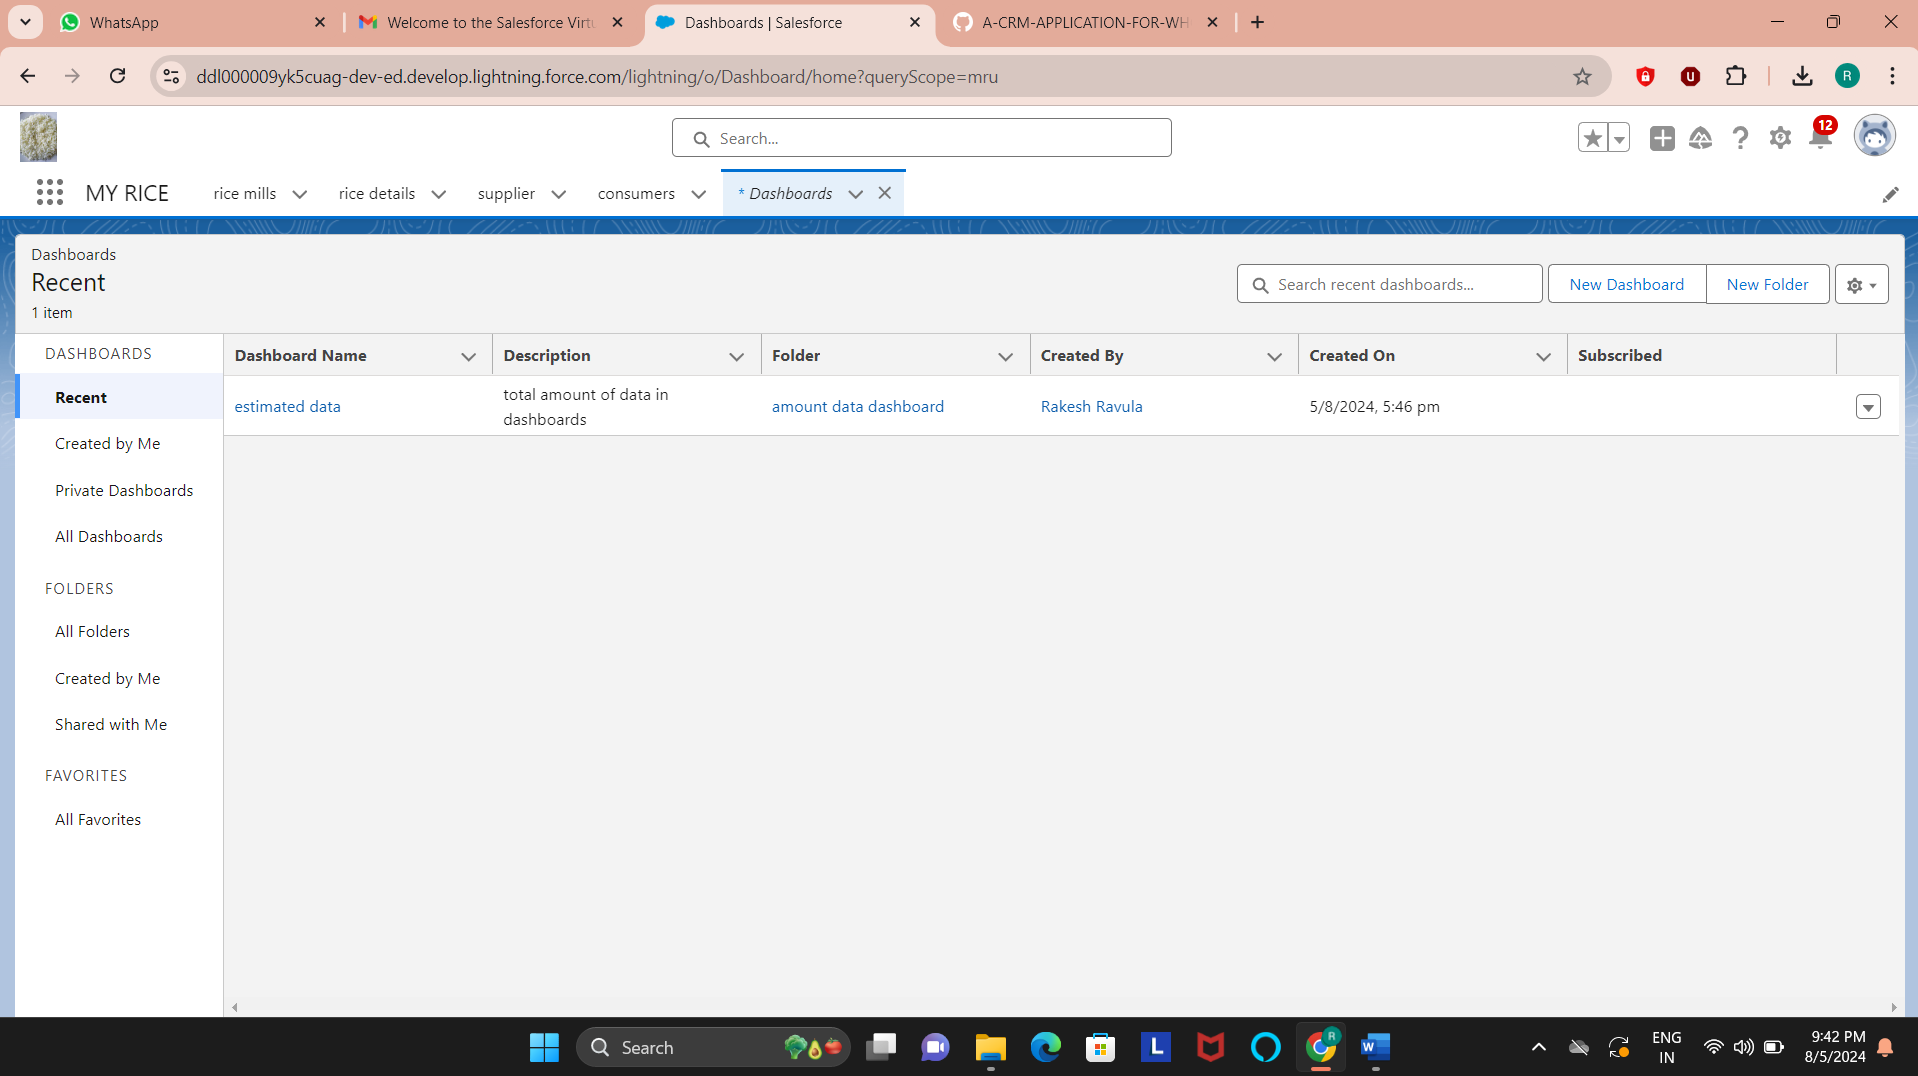 WhatsApp
Welcome to the Salesforce Virtu
Dashboards | Salesforce
A-CRM-APPLICATION-FOR-WH
ddl000009yk5cuag-dev-ed.develop.lightning.force.com/lightning/o/Dashboard/home?queryScope=mru
R
Search...
12
MY RICE
rice mills
rice details
supplier
consumers
* Dashboards
Dashboards
Recent
1 item
Search recent dashboards...
New Dashboard
New Folder
DASHBOARDS
Recent
Created by Me
Private Dashboards
All Dashboards
FOLDERS
All Folders
Created by Me
Shared with Me
FAVORITES
All Favorites
Dashboard Name
Description
Folder
Created By
Created On
Subscribed
estimated data
total amount of data in
dashboards
amount data dashboard
Rakesh Ravula
5/8/2024, 5:46 pm
Search
L
R
W
ENG
IN
9:42 PM
8/5/2024